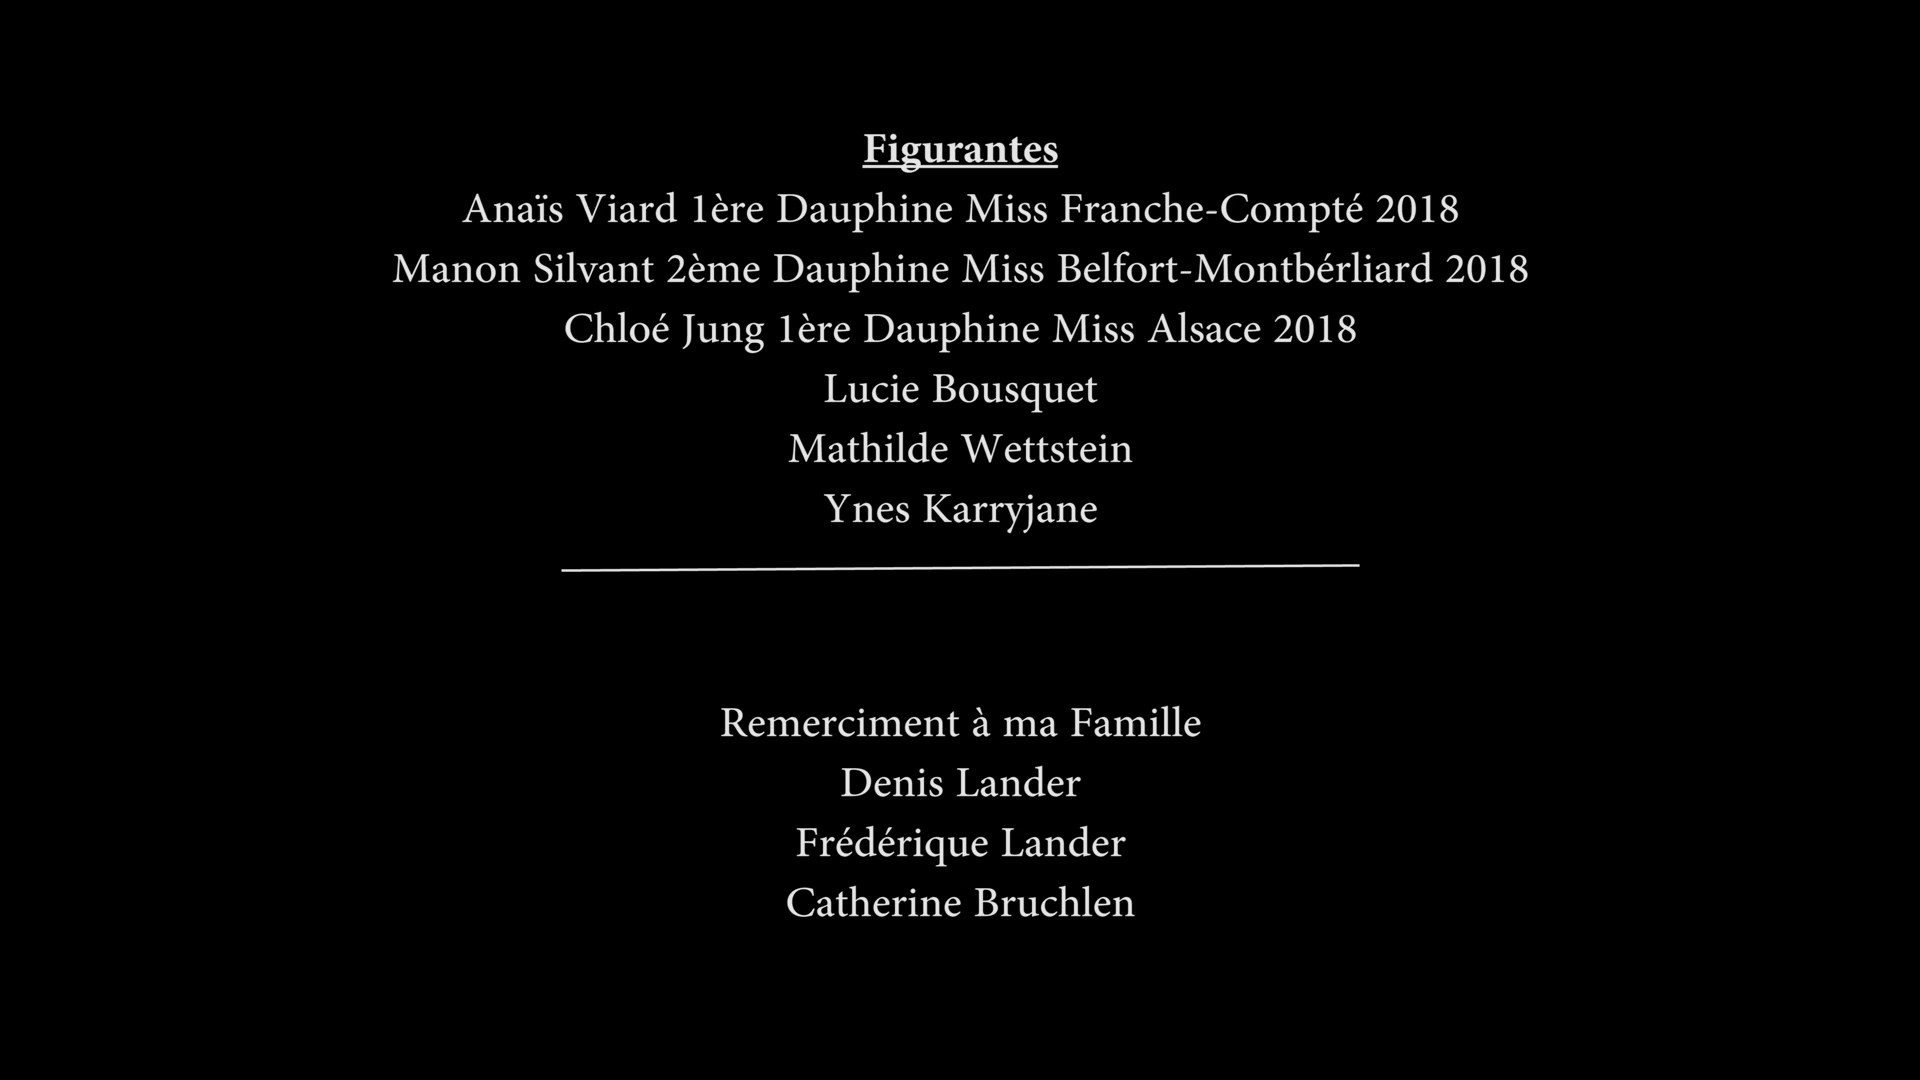 Figurantes
Anaïs Viard 1ère Dauphine Miss Franche-Compté 2018
Manon Silvant 2ème Dauphine Miss Belfort-Montbérliard 2018
Chloé Jung 1ère Dauphine Miss Alsace 2018
Lucie Bousquet
Mathilde Wettstein
Ynes Karryjane
Remerciment à ma Famille
Denis Lander
Frédérique Lander
Catherine Bruchlen